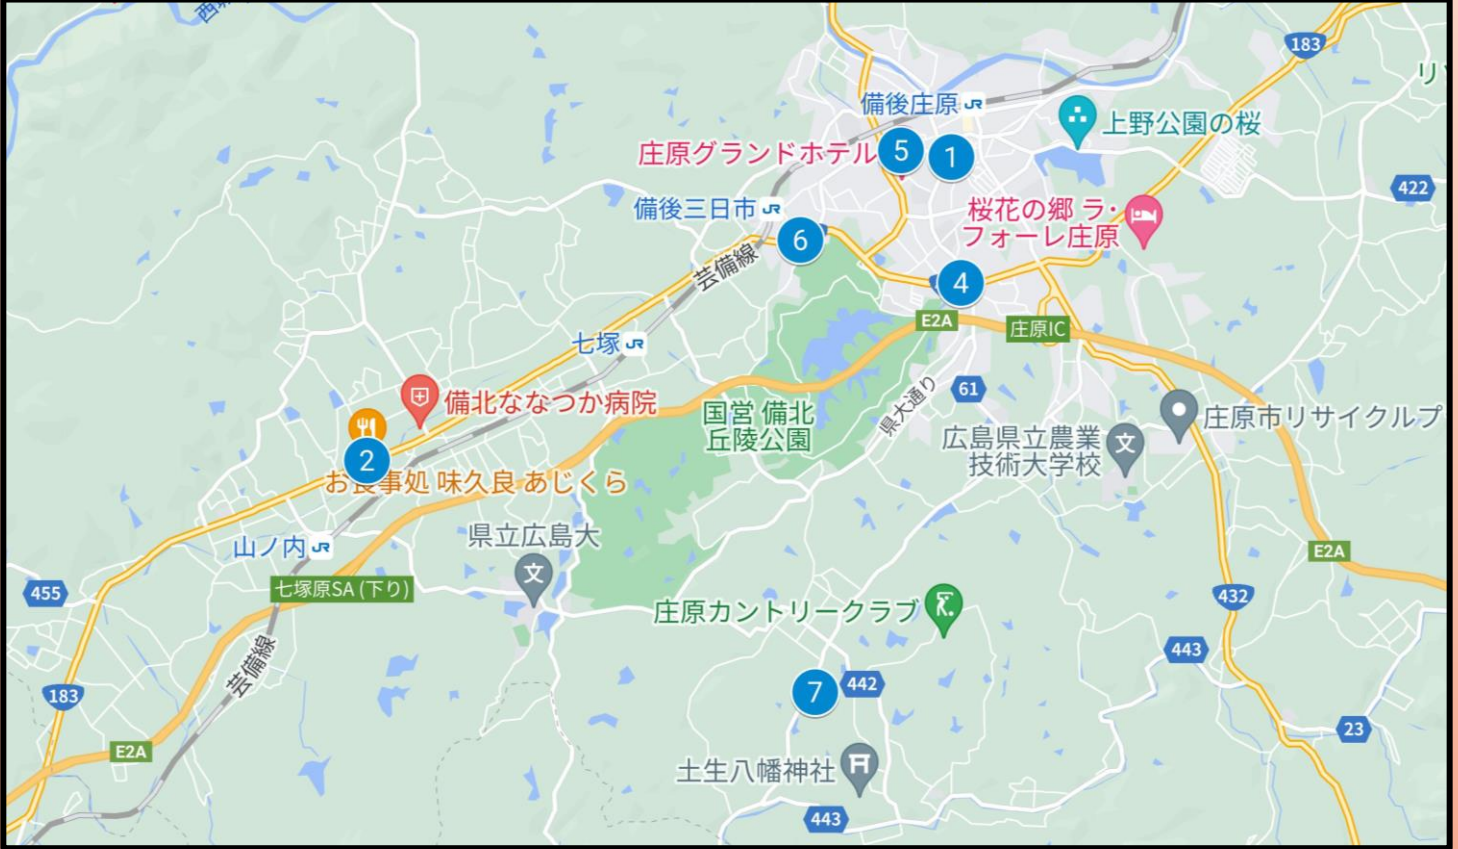 183
備後庄原
上野公園の桜
庄原グランドホテル
5
1
422
備後三日市
桜花の郷 ラ・
フォーレ庄原
6
芸備線
4
E2A
庄原IC
七塚
61
備北ななつか病院
国営 備北
丘陵公園
県大通り
庄原市リサイクルプ
広島県立農業
技術大学校
2
お食事処 味久良 あじくら
県立広島大
山ノ内
E2A
七塚原SA (下り)
455
432
庄原カントリークラブ
443
芸備線
183
7
442
23
E2A
土生八幡神社
443